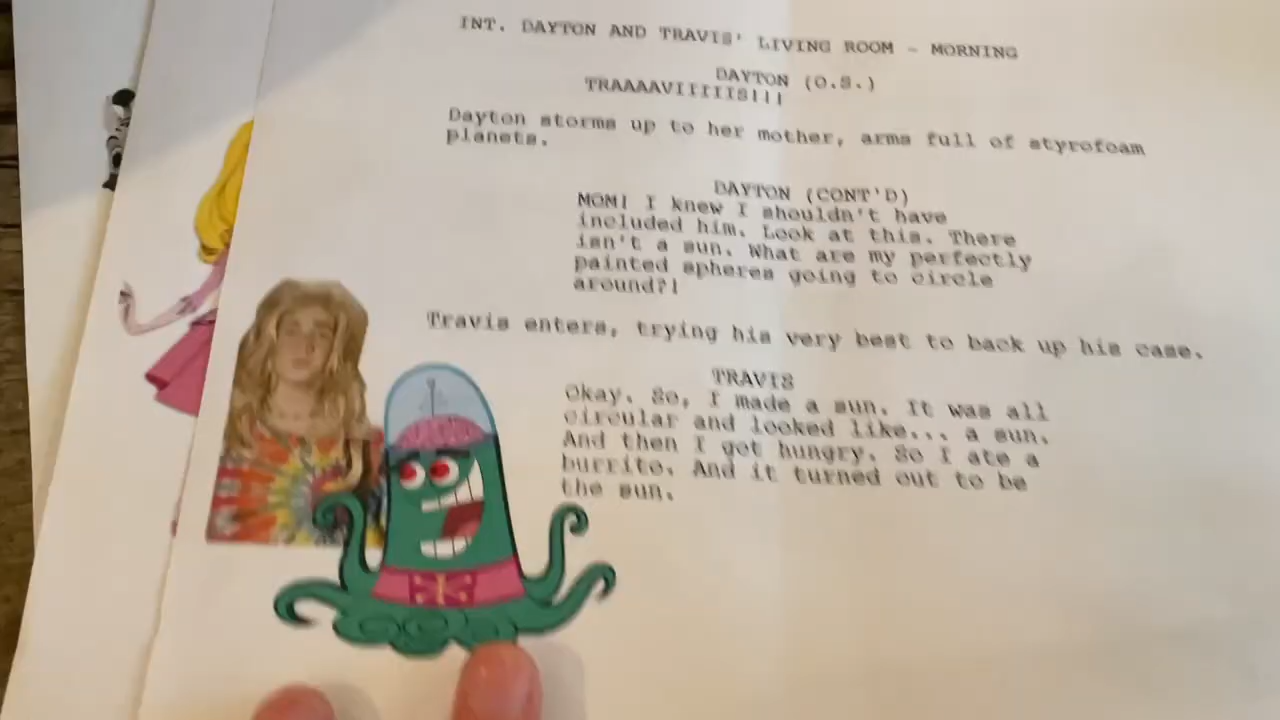 INT. DAYTON AND TRAVIS' LIVING ROOM - MORNING
DAYTON (O.S.)
TRAAAAVIIIIIS!!!
Dayton storms up to her mother, arms full of styrofoam
planets.
DAYTON (CONT'D)
MOM! I knew I shouldn't have
included him. Look at this. There
isn't a sun. What are my perfectly
painted spheres going to circle
around?!
Travis enters, trying his very best to back up his case.
TRAVIS
Okay. So, I made a sun. It was all
circular and looked like... a sun.
And then I got hungry. So I ate a
burrito. And it turned out to be
the sun.